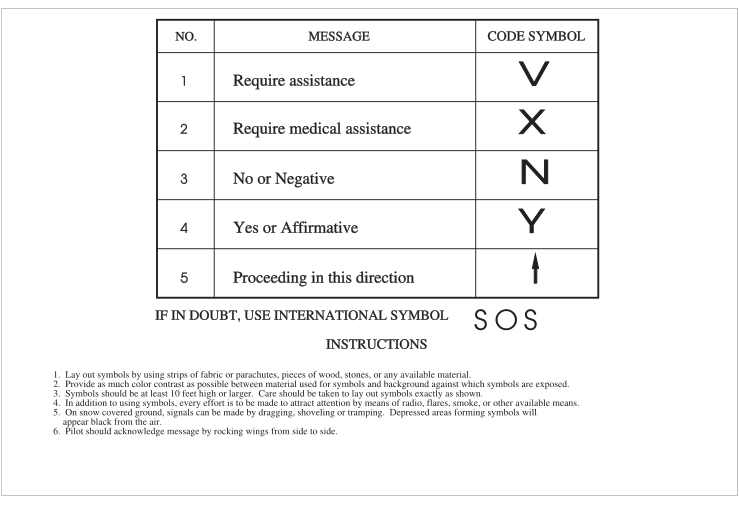 NO. MESSAGE CODE SYMBOL
1 Require assistance V
2 Require medical assistance X
3 No or Negative N
4 Yes or Affirmative Y
5 Proceeding in this direction
IF IN DOUBT, USE INTERNATIONAL SYMBOL S O S
INSTRUCTIONS
1. Lay out symbols by using strips of fabric or parachutes, pieces of wood, stones, or any available material.
2. Provide as much color contrast as possible between material used for symbols and background against which symbols are exposed.
3. Symbols should be at least 10 feet high or larger. Care should be taken to lay out symbols exactly as shown.
4. In addition to using symbols, every effort is to be made to attract attention by means of radio, flares, smoke, or other available means.
5. On snow covered ground, signals can be made by dragging, shoveling or tramping. Depressed areas forming symbols will
appear black from the air.
6. Pilot should acknowledge message by rocking wings from side to side.